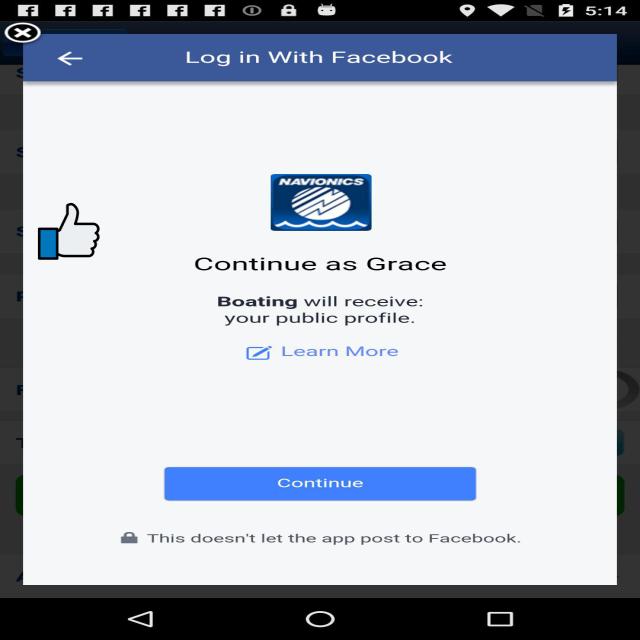 5:14
Log in With Facebook
NAVIONICS
Continue as Grace
Boating will receive:
your public profile.
Learn More
Continue
This doesn't let the app post to Facebook.